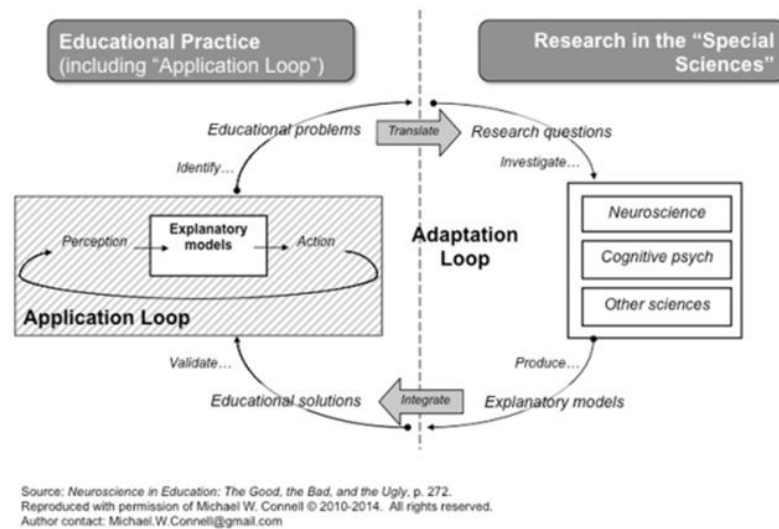 Educational Practice
(including “Application Loop”)
Research in the “Special
Sciences”
Educational problems
Translate
Research questions
Identify…
Investigate…
Perception
Explanatory
models
Action
Application Loop
Adaptation
Loop
Neuroscience
Cognitive psych
Other sciences
Validate…
Produce…
Educational solutions
Integrate
Explanatory models
Source: Neuroscience in Education: The Good, the Bad, and the Ugly, p. 272.
Reproduced with permission of Michael W. Connell © 2010-2014. All rights reserved.
Author contact: Michael.W.Connell@gmail.com